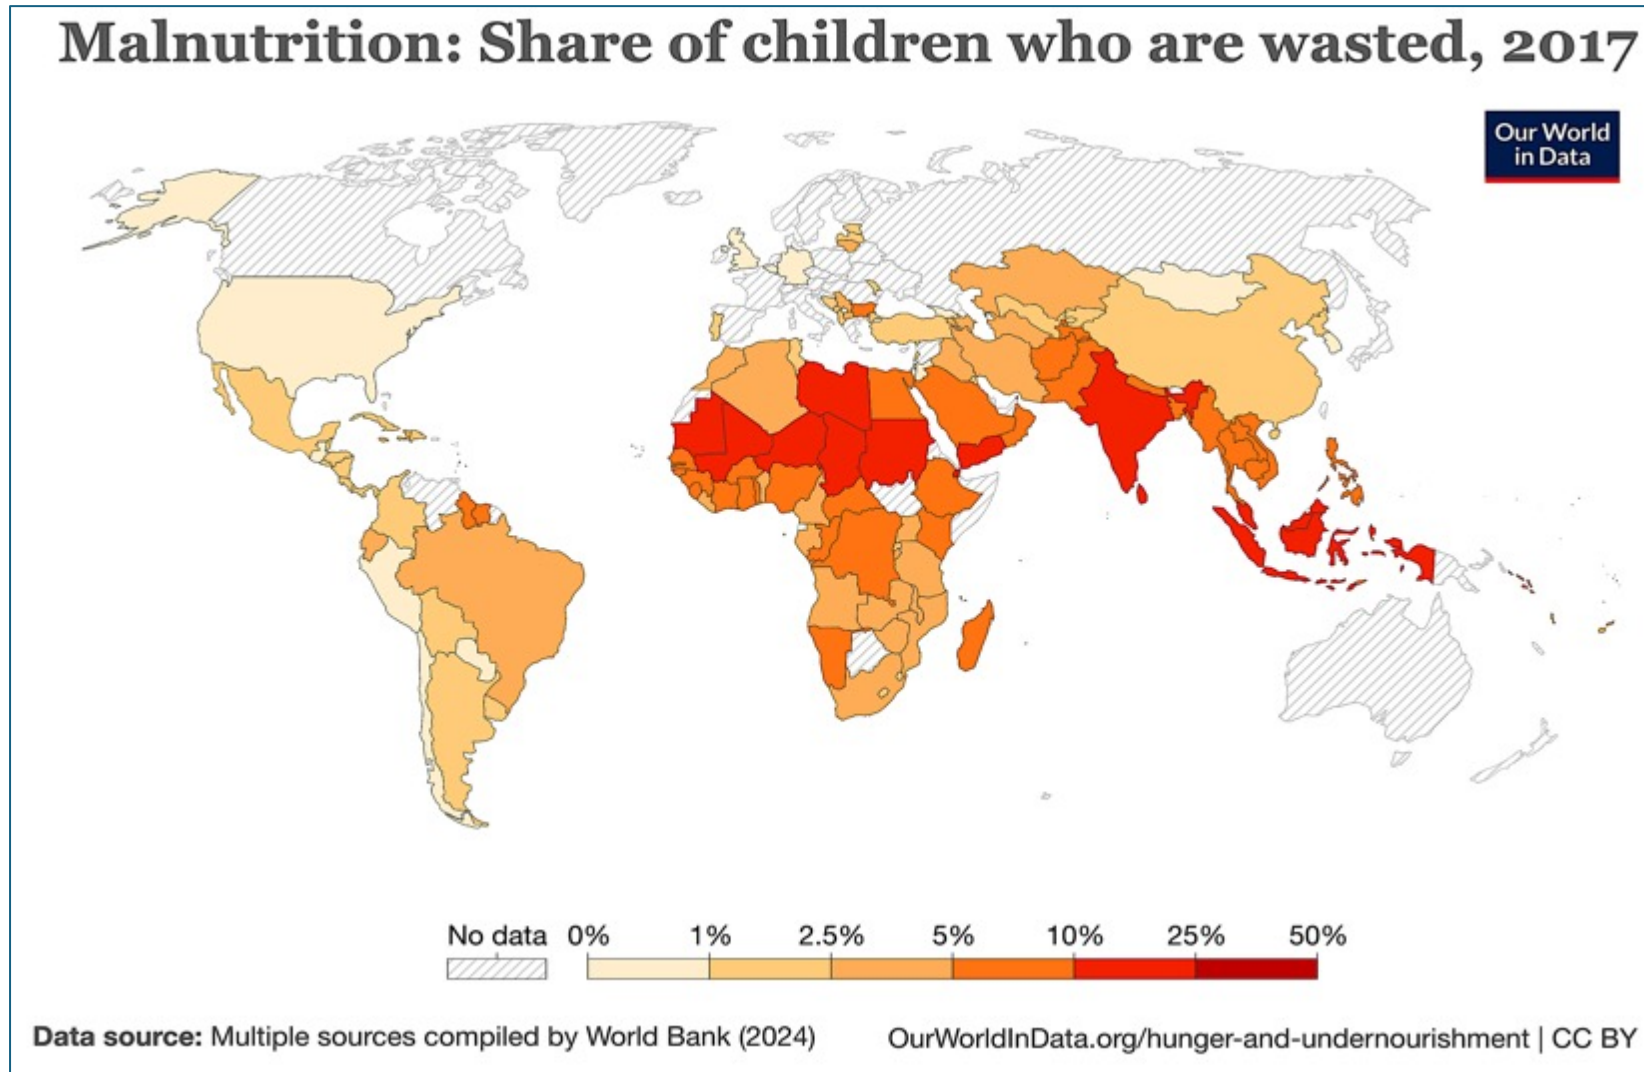 Malnutrition: Share of children who are wasted, 2017
Our World
in Data
No data 0% 1% 2.5% 5% 10% 25% 50%
Data source: Multiple sources compiled by World Bank (2024) OurWorldInData.org/hunger-and-undernourishment | CC BY